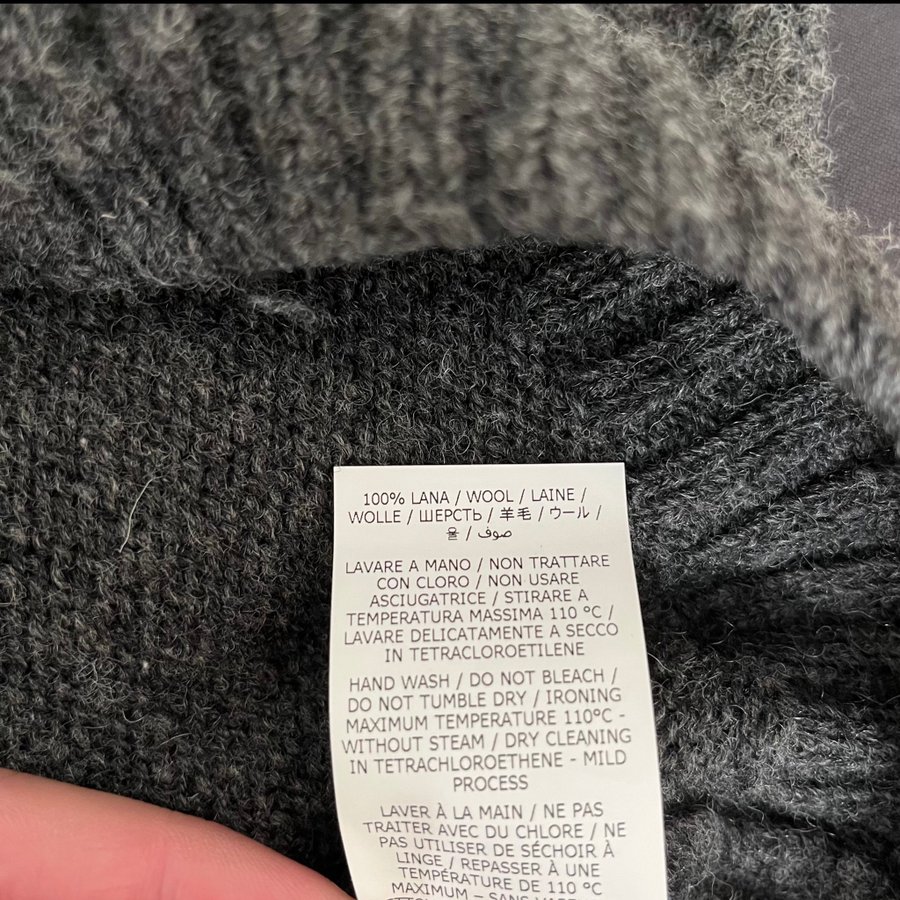 100% LANA / WOOL / LAINE /
WOLLE / ШЕРСТЬ / 羊毛 / ウール /
울 / صوف
LAVARE A MANO / NON TRATTARE
CON CLORO / NON USARE
ASCIUGATRICE / STIRARE A
TEMPERATURA MASSIMA 110 °C /
LAVARE DELICATAMENTE A SECCO
IN TETRACLOROETILENE
HAND WASH / DO NOT BLEACH /
DO NOT TUMBLE DRY / IRONING
MAXIMUM TEMPERATURE 110°C -
WITHOUT STEAM / DRY CLEANING
IN TETRACHLOROETHENE - MILD
PROCESS
LAVER À LA MAIN / NE PAS
TRAITER AVEC DU CHLORE / NE
PAS UTILISER DE SÉCHOIR À
LINGE / REPASSER À UNE
TEMPÉRATURE DE 110 °C
MAXIMUM – SANS